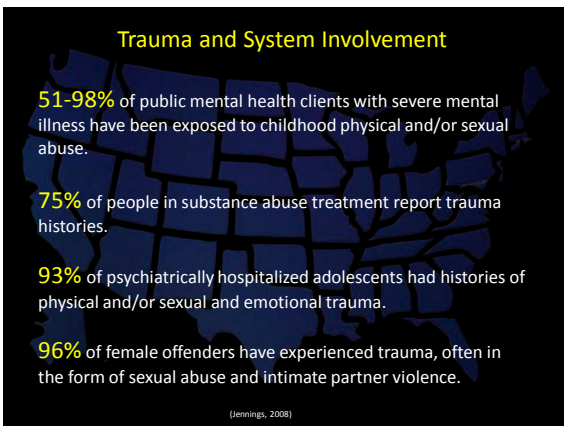 Trauma and System Involvement
51-98% of public mental health clients with severe mental
illness have been exposed to childhood physical and/or sexual
abuse.
75% of people in substance abuse treatment report trauma
histories.
93% of psychiatrically hospitalized adolescents had histories of
physical and/or sexual and emotional trauma.
96% of female offenders have experienced trauma, often in
the form of sexual abuse and intimate partner violence.
(Jennings, 2008)